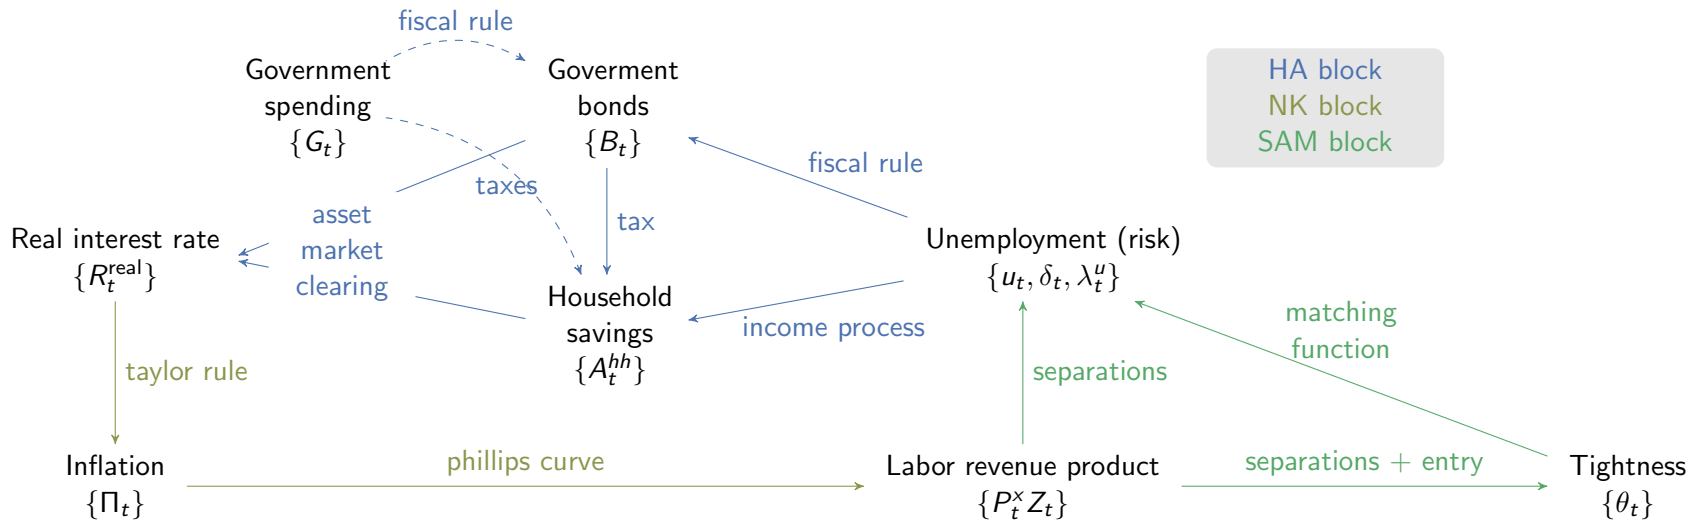 fiscal rule
Government
spending
{G_t}
Goverment
bonds
{B_t}
HA block
NK block
SAM block
fiscal rule
taxes
tax
asset
market
clearing
Real interest rate
{R_t^real}
Unemployment (risk)
{u_t, δ_t, λ_t^u}
Household
savings
{A_t^hh}
income process
matching
function
taylor rule
separations
Inflation
{Π_t}
phillips curve
Labor revenue product
{P_t^x Z_t}
separations + entry
Tightness
{θ_t}